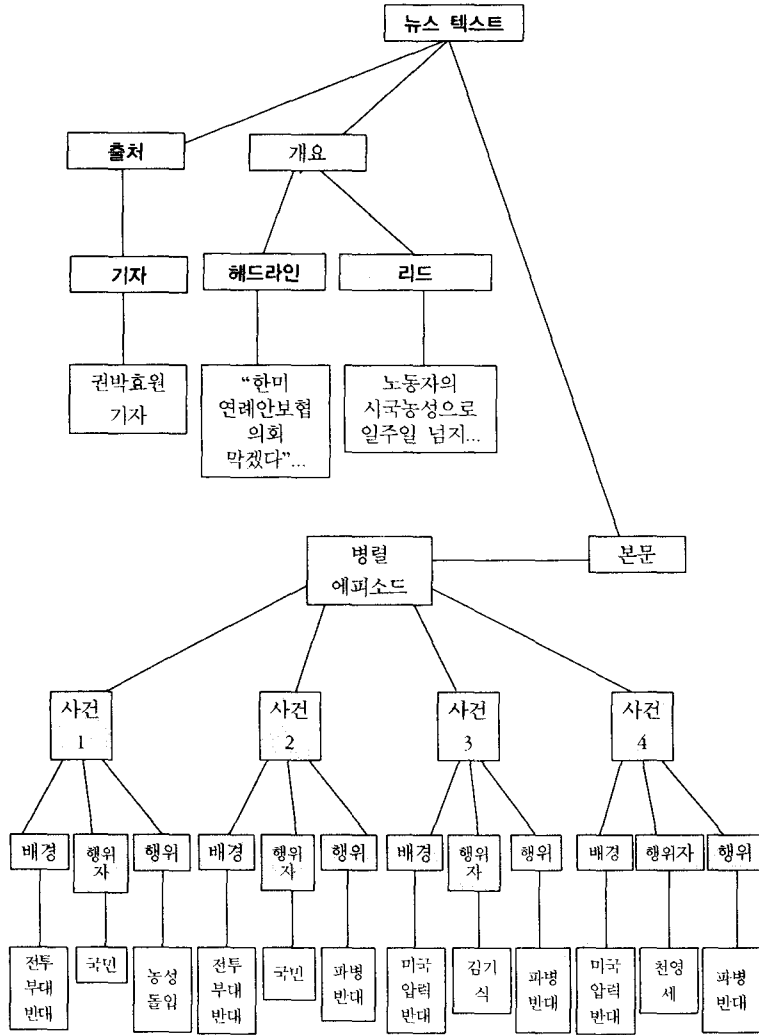 뉴스 텍스트
출처
개요
기자
헤드라인
리드
권박효원
기자
“한미
연례안보협
의회
막겠다”...
노동자의
시국농성으로
일주일 넘지...
병렬
에피소드
본문
사건
1
사건
2
사건
3
사건
4
배경
행위
자
행위
배경
행위
자
행위
배경
행위
자
행위
배경
행위자
행위
전투
부대
반대
국민
농성
돌입
전투
부대
반대
국민
파병
반대
미국
압력
반대
김기
식
파병
반대
미국
압력
반대
천영
세
파병
반대